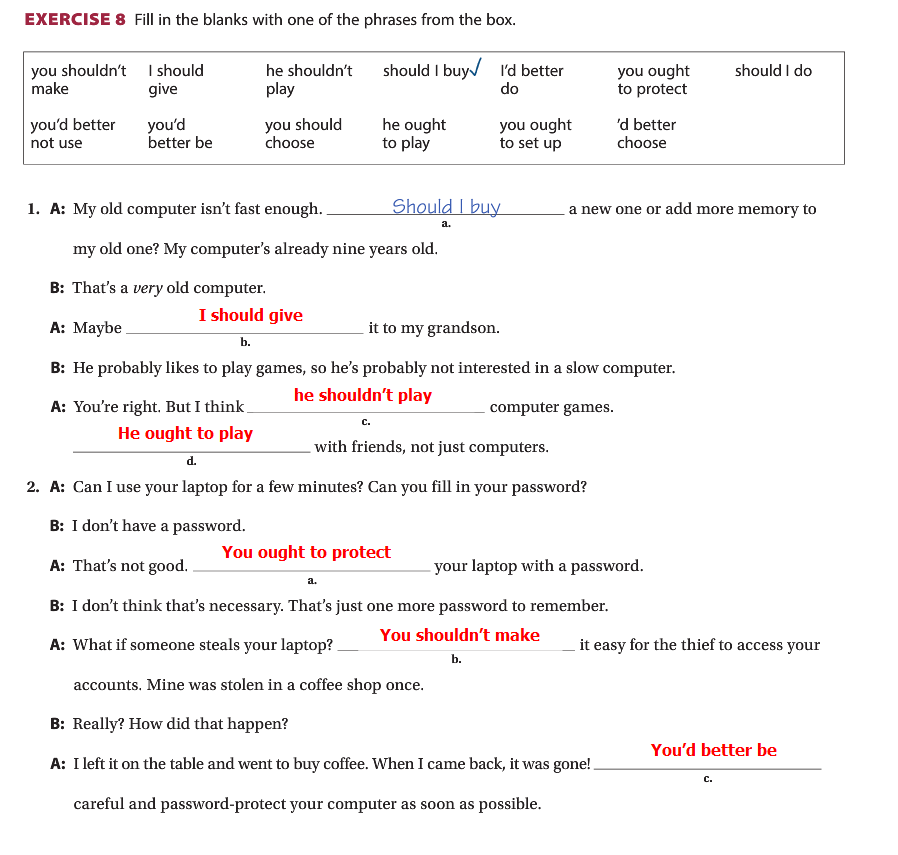 EXERCISE 8 Fill in the blanks with one of the phrases from the box.
you shouldn't make
I should give
he shouldn't play
should I buy✓
I'd better do
you ought to protect
should I do
you'd better not use
you'd better be
you should choose
he ought to play
you ought to set up
'd better choose
1. A: My old computer isn't fast enough. Should I buy a new one or add more memory to
a.
my old one? My computer's already nine years old.
B: That's a very old computer.
A: Maybe I should give it to my grandson.
b.
B: He probably likes to play games, so he's probably not interested in a slow computer.
A: You're right. But I think he shouldn't play computer games.
c.
He ought to play with friends, not just computers.
d.
2. A: Can I use your laptop for a few minutes? Can you fill in your password?
B: I don't have a password.
A: That's not good. You ought to protect your laptop with a password.
a.
B: I don't think that's necessary. That's just one more password to remember.
A: What if someone steals your laptop? You shouldn't make it easy for the thief to access your
b.
accounts. Mine was stolen in a coffee shop once.
B: Really? How did that happen?
A: I left it on the table and went to buy coffee. When I came back, it was gone! You'd better be
c.
careful and password-protect your computer as soon as possible.